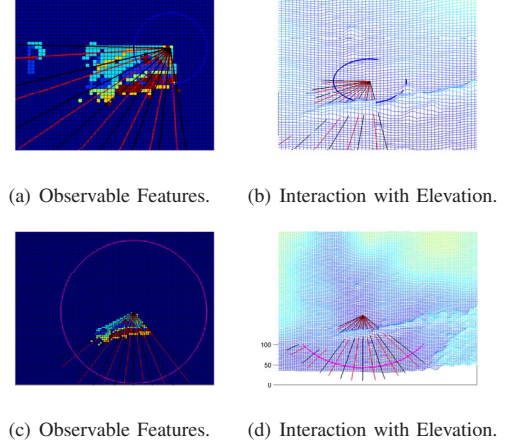 (a) Observable Features. (b) Interaction with Elevation.
100
50
0
(c) Observable Features. (d) Interaction with Elevation.